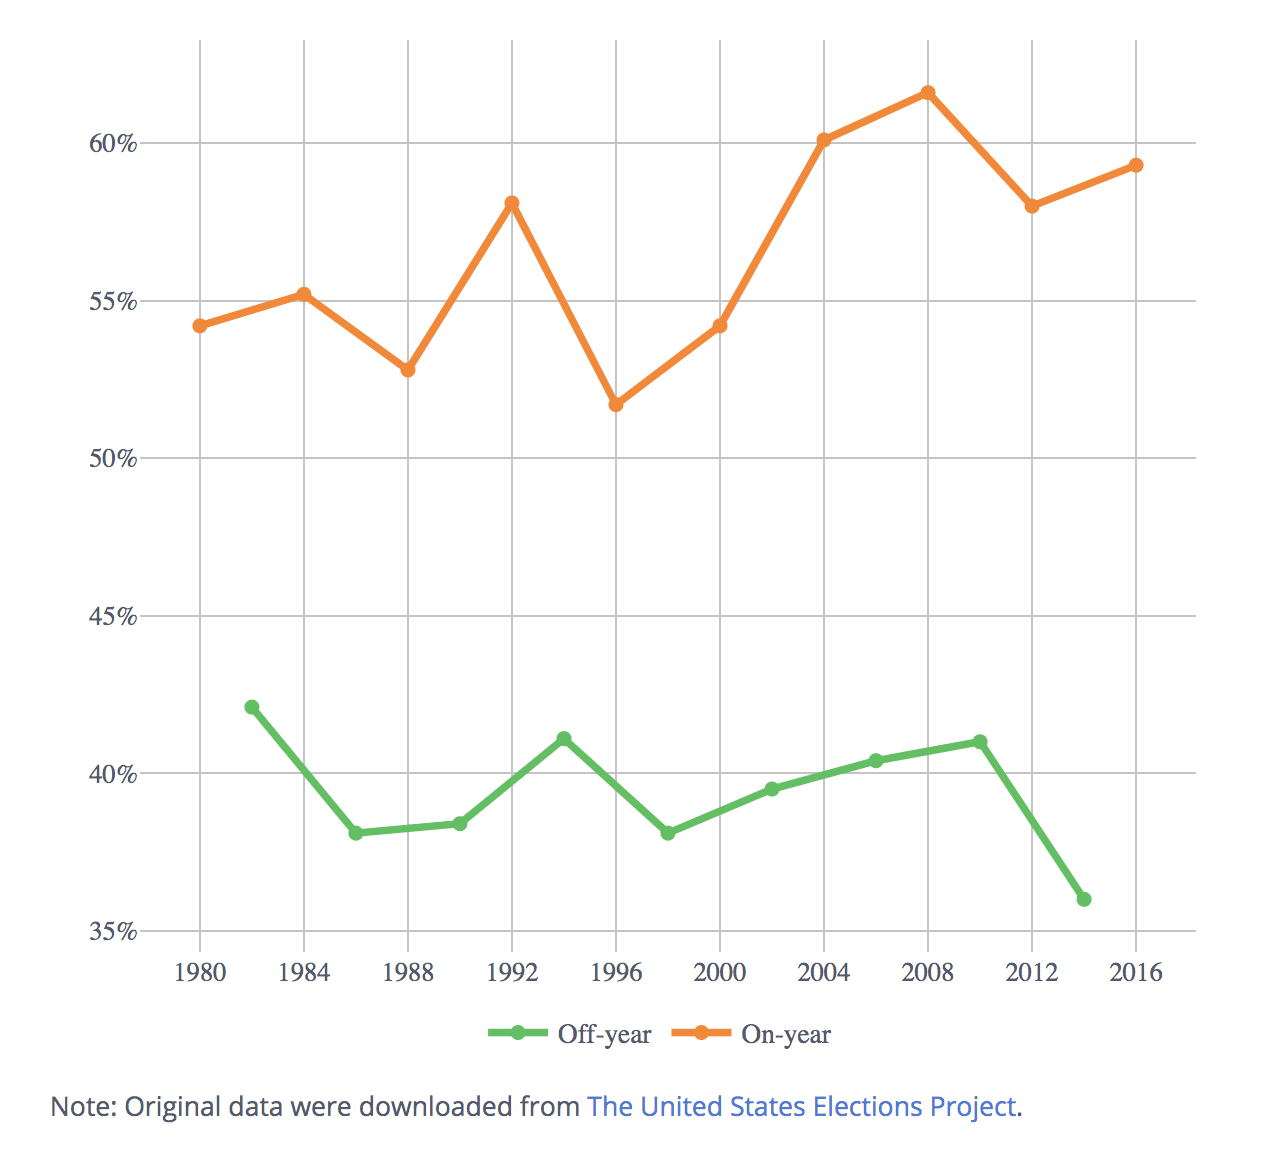 60%
55%
50%
45%
40%
35%
1980 1984 1988 1992 1996 2000 2004 2008 2012 2016
Off-year On-year
Note: Original data were downloaded from The United States Elections Project.